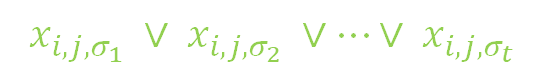 x_{i,j,σ_1} ∨ x_{i,j,σ_2} ∨ ⋯ ∨ x_{i,j,σ_t}